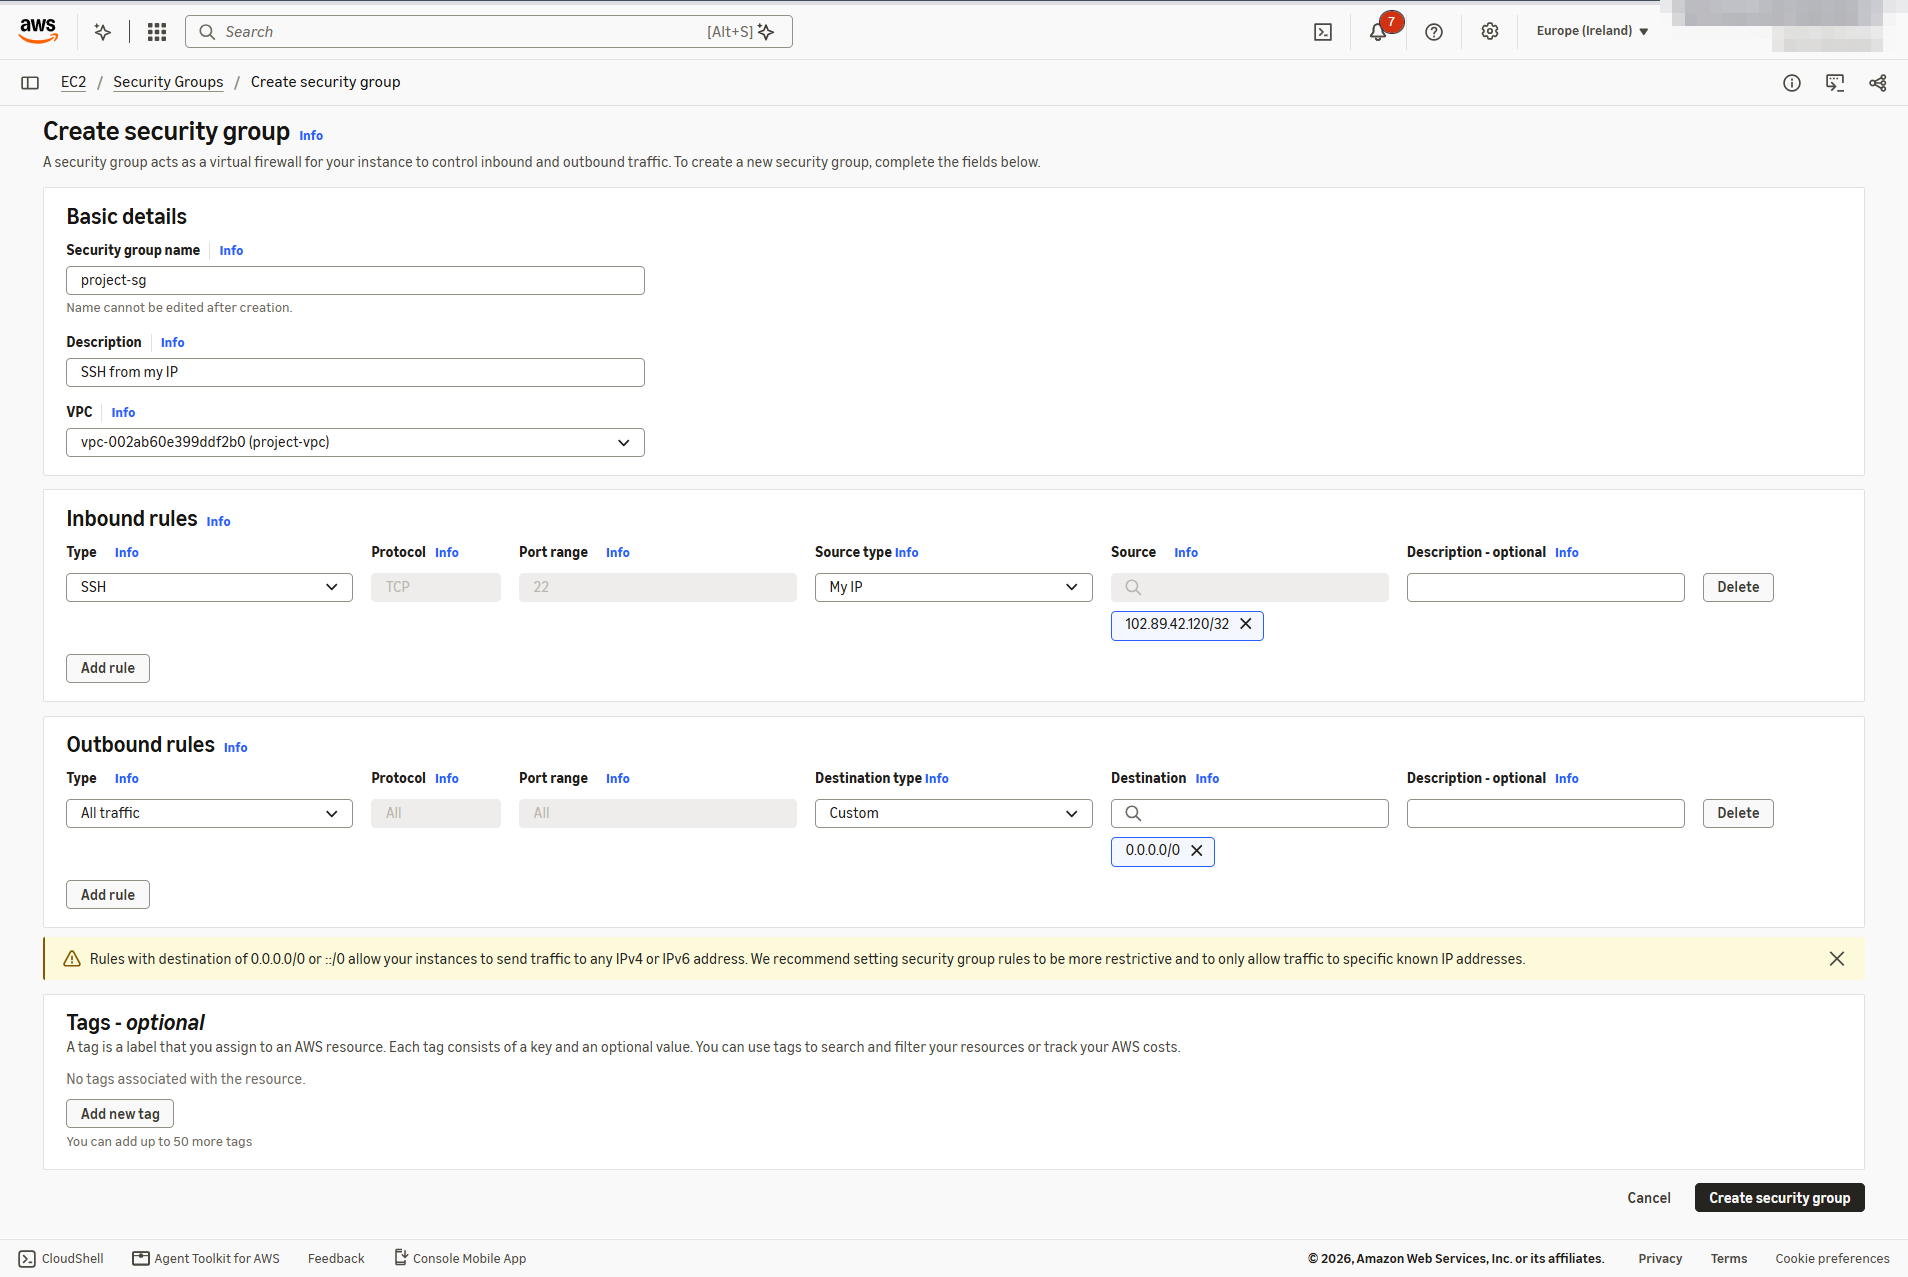 aws
Search [Alt+S]
7
Europe (Ireland)
EC2 / Security Groups / Create security group
Create security group Info
A security group acts as a virtual firewall for your instance to control inbound and outbound traffic. To create a new security group, complete the fields below.
Basic details
Security group name Info
project-sg
Name cannot be edited after creation.
Description Info
SSH from my IP
VPC Info
vpc-002ab60e399ddf2b0 (project-vpc)
Inbound rules Info
Type Info Protocol Info Port range Info Source type Info Source Info Description - optional Info
SSH TCP 22 My IP Delete
102.89.42.120/32
Add rule
Outbound rules Info
Type Info Protocol Info Port range Info Destination type Info Destination Info Description - optional Info
All traffic All All Custom Delete
0.0.0.0/0
Add rule
Rules with destination of 0.0.0.0/0 or ::/0 allow your instances to send traffic to any IPv4 or IPv6 address. We recommend setting security group rules to be more restrictive and to only allow traffic to specific known IP addresses.
Tags - optional
A tag is a label that you assign to an AWS resource. Each tag consists of a key and an optional value. You can use tags to search and filter your resources or track your AWS costs.
No tags associated with the resource.
Add new tag
You can add up to 50 more tags
Cancel Create security group
CloudShell Agent Toolkit for AWS Feedback Console Mobile App © 2026, Amazon Web Services, Inc. or its affiliates. Privacy Terms Cookie preferences